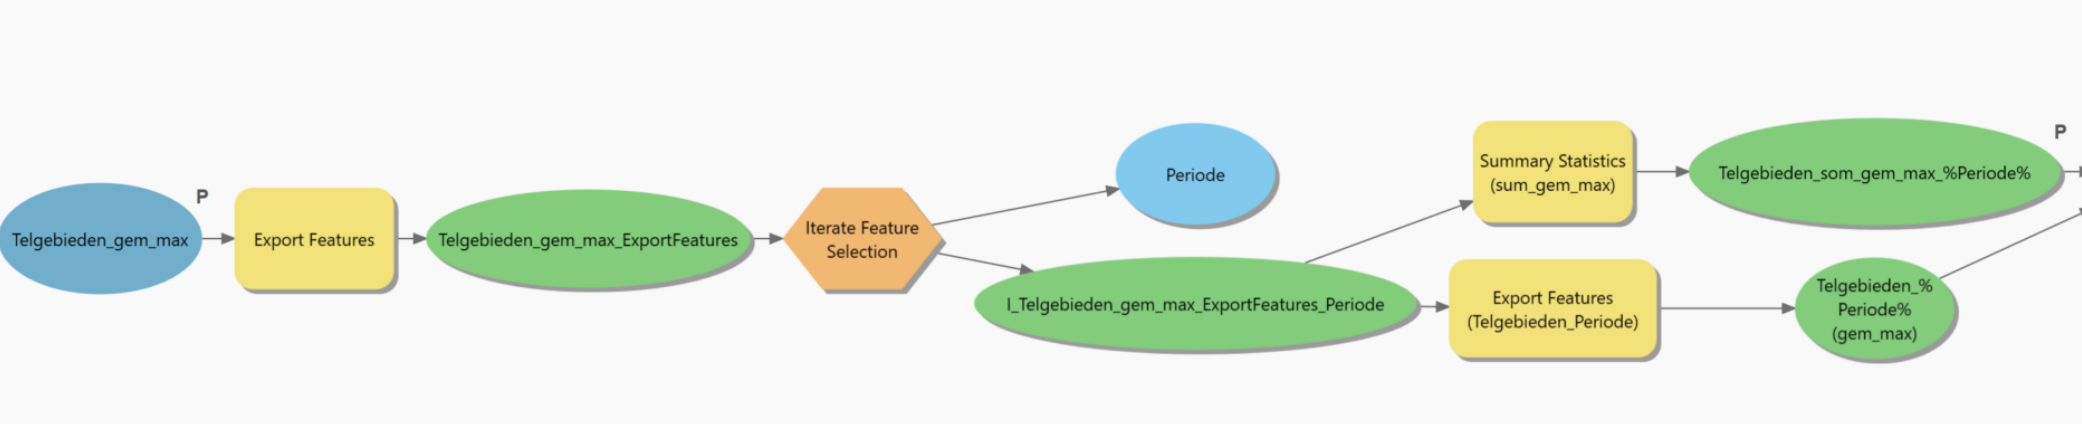 Telgebieden_gem_max
P
Export Features
Telgebieden_gem_max_ExportFeatures
Iterate Feature
Selection
Periode
I_Telgebieden_gem_max_ExportFeatures_Periode
Summary Statistics
(sum_gem_max)
Telgebieden_som_gem_max_%Periode%
P
Export Features
(Telgebieden_Periode)
Telgebieden_%
Periode%
(gem_max)